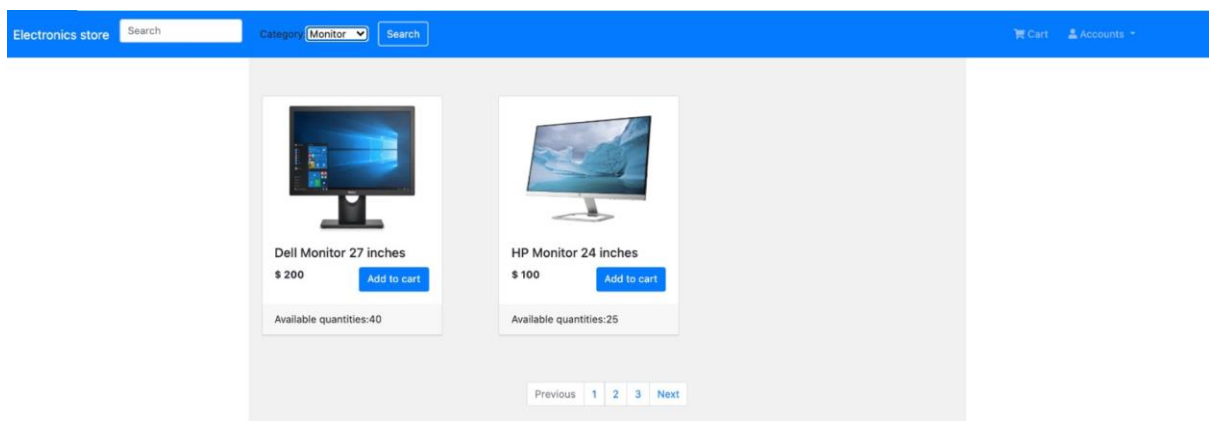 Electronics store Search Category: Monitor Search Cart Accounts
Dell Monitor 27 inches
$ 200 Add to cart
Available quantities:40
HP Monitor 24 inches
$ 100 Add to cart
Available quantities:25
Previous 1 2 3 Next